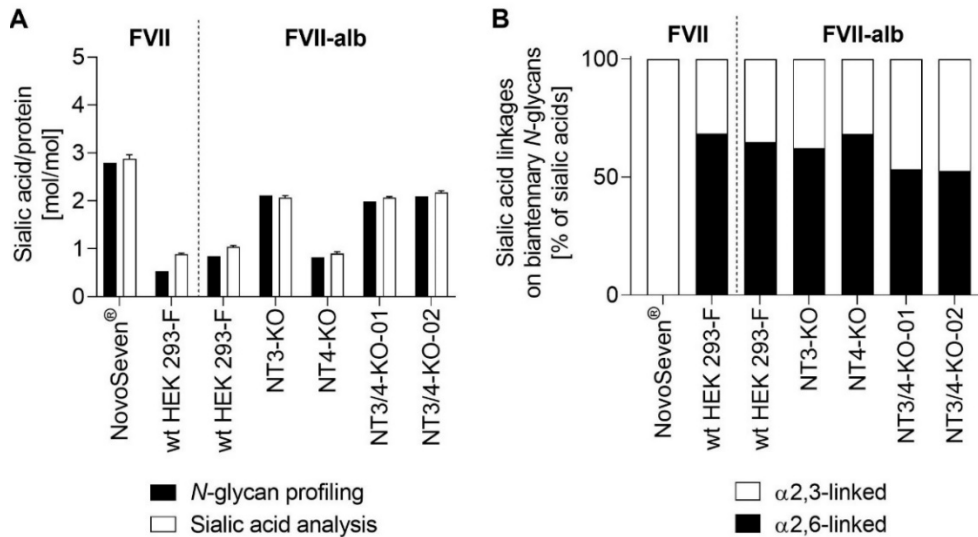 A
FVII
FVII-alb
Sialic acid/protein
[mol/mol]
5
4
3
2
1
0
NovoSeven®
wt HEK 293-F
wt HEK 293-F
NT3-KO
NT4-KO
NT3/4-KO-01
NT3/4-KO-02
N-glycan profiling
Sialic acid analysis
B
FVII
FVII-alb
Sialic acid linkages
on biantennary N-glycans
[% of sialic acids]
100
50
0
NovoSeven®
wt HEK 293-F
wt HEK 293-F
NT3-KO
NT4-KO
NT3/4-KO-01
NT3/4-KO-02
α2,3-linked
α2,6-linked